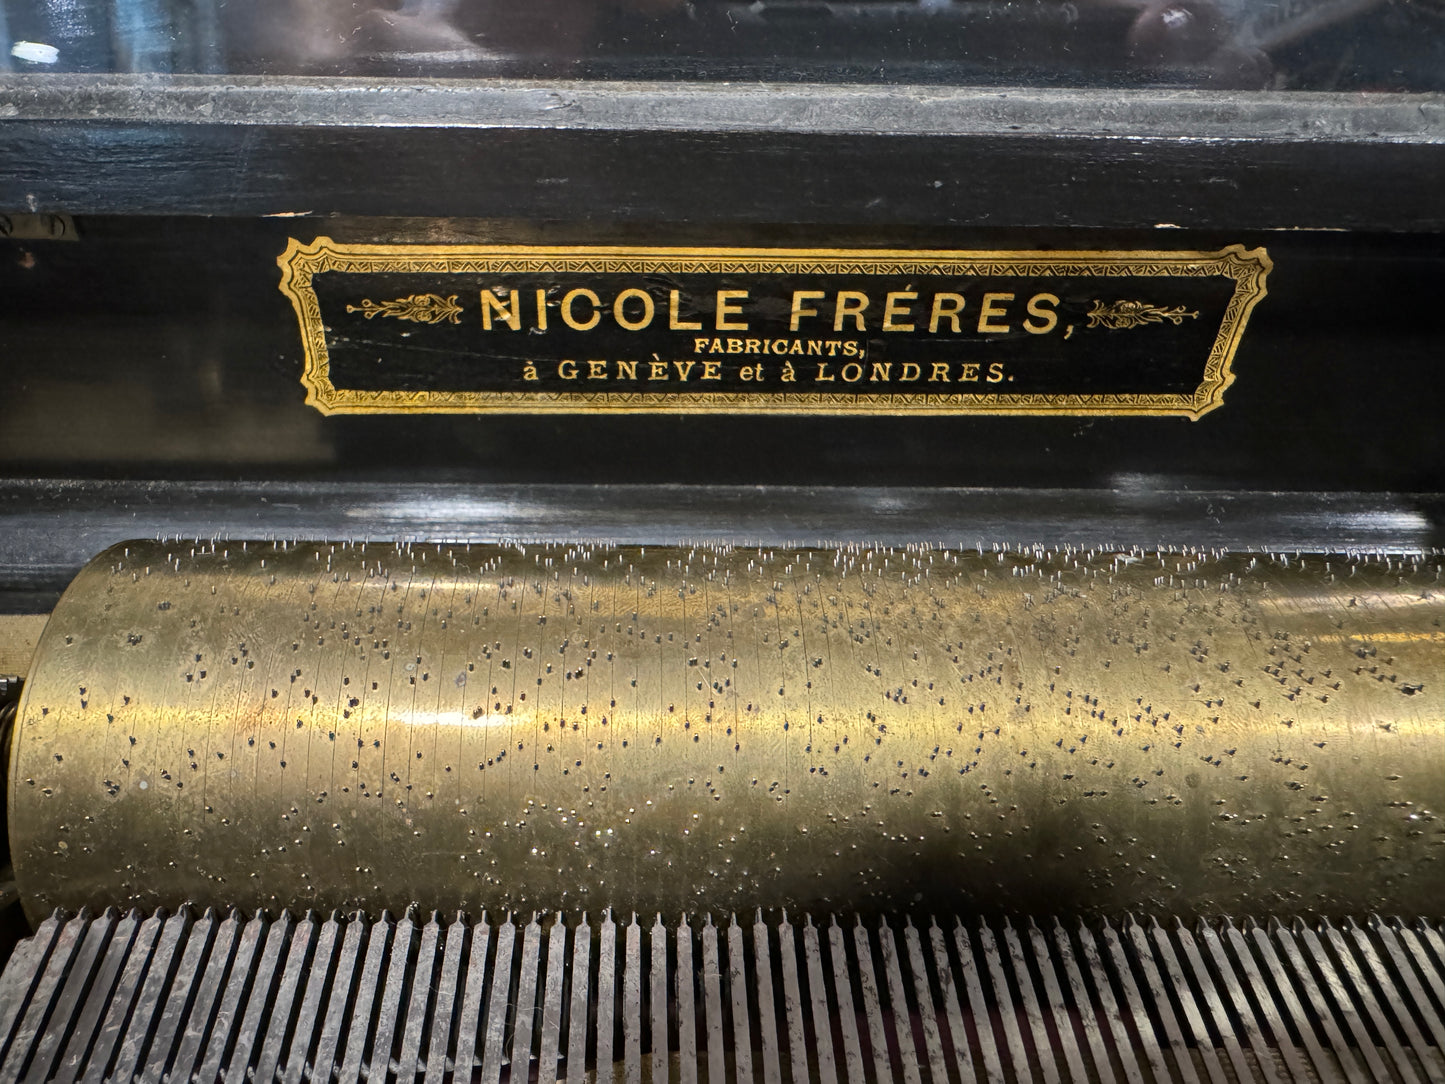 NICOLE FRÉRES,
FABRICANTS,
à GENÈVE et à LONDRES.